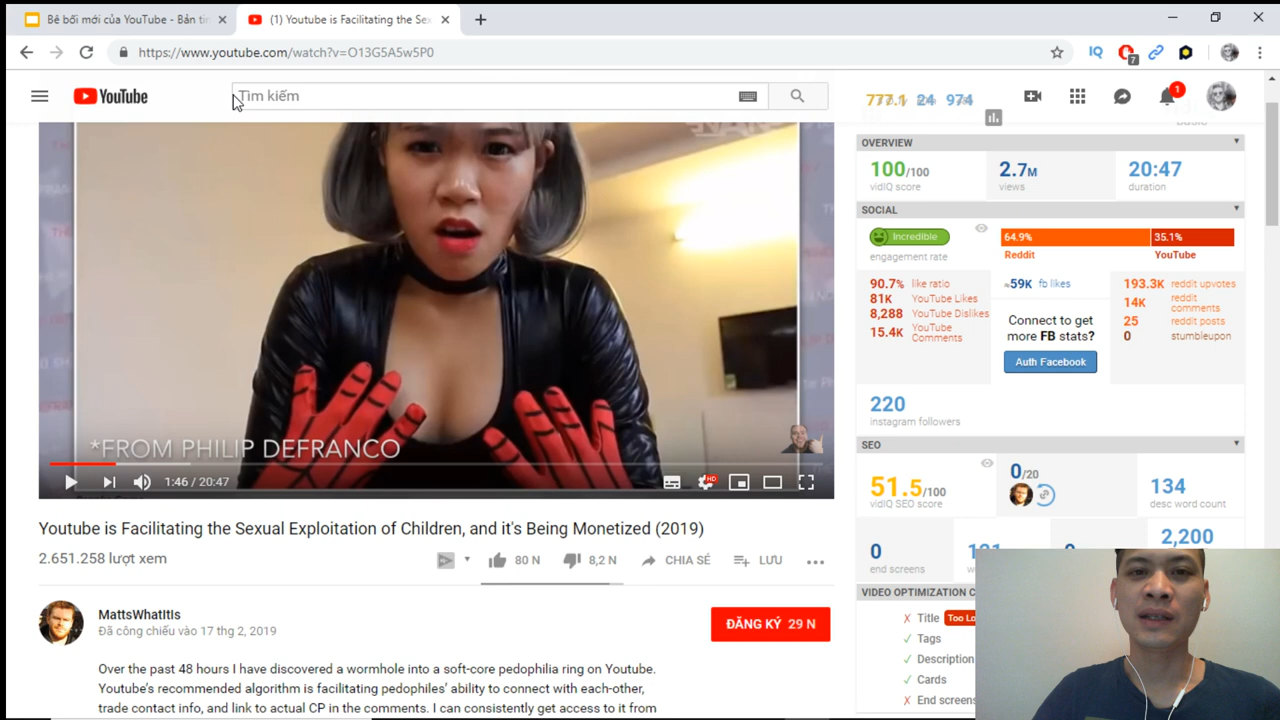 Bê bối mới của YouTube - Bản tin
(1) Youtube is Facilitating the Sex
https://www.youtube.com/watch?v=O13G5A5w5P0
IQ
7
YouTube
Tìm kiếm
777.1 24 974
1
OVERVIEW
100/100
vidIQ score
2.7M
views
20:47
duration
SOCIAL
Incredible
engagement rate
64.9% 35.1%
Reddit YouTube
90.7% like ratio
81K YouTube Likes
8,288 YouTube Dislikes
15.4K YouTube
Comments
≈59K fb likes
Connect to get
more FB stats?
Auth Facebook
193.3K reddit upvotes
14K reddit
comments
25 reddit posts
0 stumbleupon
220
instagram followers
SEO
51.5/100
vidIQ SEO score
0/20
134
desc word count
0
end screens
2,200
VIDEO OPTIMIZATION C
Title Too Lo
Tags
Description
Cards
End screens
*FROM PHILIP DEFRANCO
1:46 / 20:47
HD
Youtube is Facilitating the Sexual Exploitation of Children, and it's Being Monetized (2019)
2.651.258 lượt xem
80 N
8,2 N
CHIA SẺ
LƯU
MattsWhatItIs
Đã công chiếu vào 17 thg 2, 2019
ĐĂNG KÝ 29 N
Over the past 48 hours I have discovered a wormhole into a soft-core pedophilia ring on Youtube.
Youtube's recommended algorithm is facilitating pedophiles' ability to connect with each-other,
trade contact info, and link to actual CP in the comments. I can consistently get access to it from